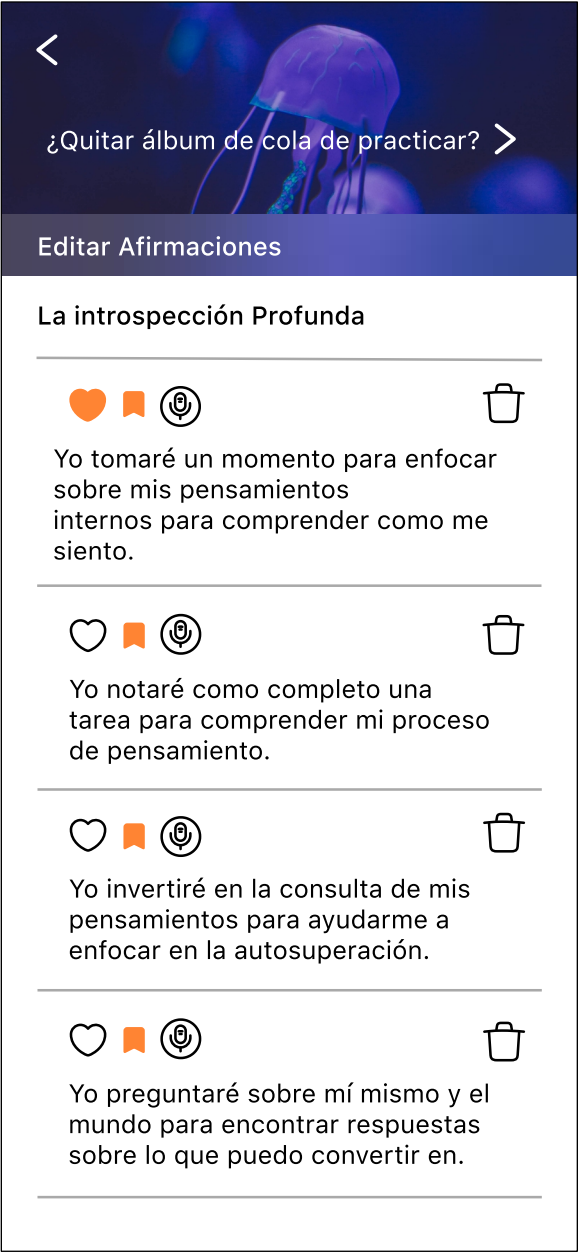 ¿Quitar álbum de cola de practicar?
Editar Afirmaciones
La introspección Profunda
Yo tomaré un momento para enfocar
sobre mis pensamientos
internos para comprender como me
siento.
Yo notaré como completo una
tarea para comprender mi proceso
de pensamiento.
Yo invertiré en la consulta de mis
pensamientos para ayudarme a
enfocar en la autosuperación.
Yo preguntaré sobre mí mismo y el
mundo para encontrar respuestas
sobre lo que puedo convertir en.